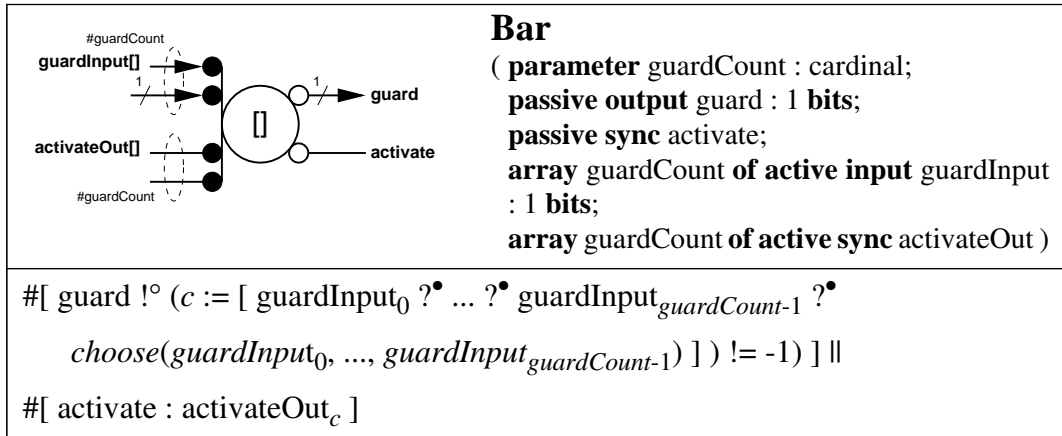 #guardCount
guardInput[]
1
1
guard
[]
activateOut[]
activate
#guardCount
Bar
( parameter guardCount : cardinal;
passive output guard : 1 bits;
passive sync activate;
array guardCount of active input guardInput
: 1 bits;
array guardCount of active sync activateOut )
#[ guard !° (c := [ guardInput0 ?• ... ?• guardInputguardCount-1 ?•
choose(guardInput0, ..., guardInputguardCount-1) ] ) != -1) ] ||
#[ activate : activateOutc ]